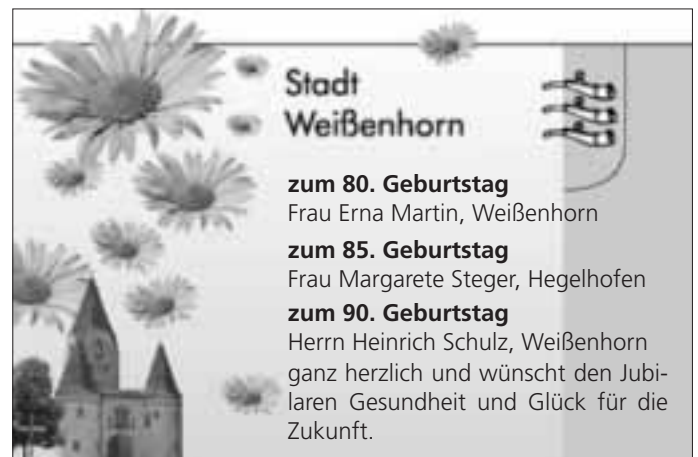 Stadt
Weißenhorn
zum 80. Geburtstag
Frau Erna Martin, Weißenhorn
zum 85. Geburtstag
Frau Margarete Steger, Hegelhofen
zum 90. Geburtstag
Herrn Heinrich Schulz, Weißenhorn
ganz herzlich und wünscht den Jubi-
laren Gesundheit und Glück für die
Zukunft.